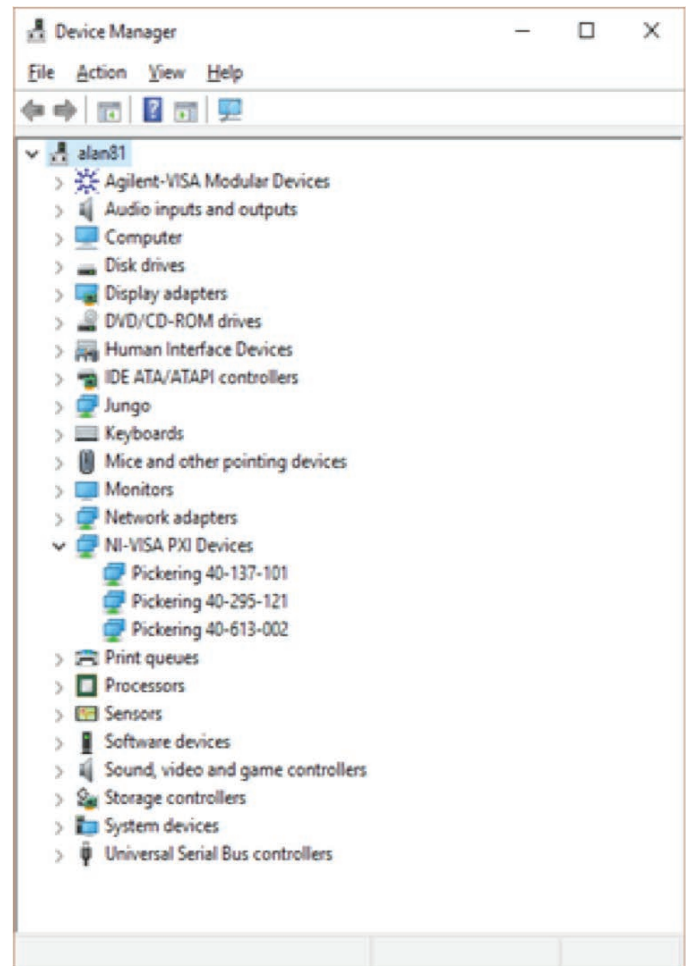 Device Manager
File Action View Help
alan81
Agilent-VISA Modular Devices
Audio inputs and outputs
Computer
Disk drives
Display adapters
DVD/CD-ROM drives
Human Interface Devices
IDE ATA/ATAPI controllers
Jungo
Keyboards
Mice and other pointing devices
Monitors
Network adapters
NI-VISA PXI Devices
Pickering 40-137-101
Pickering 40-295-121
Pickering 40-613-002
Print queues
Processors
Sensors
Software devices
Sound, video and game controllers
Storage controllers
System devices
Universal Serial Bus controllers